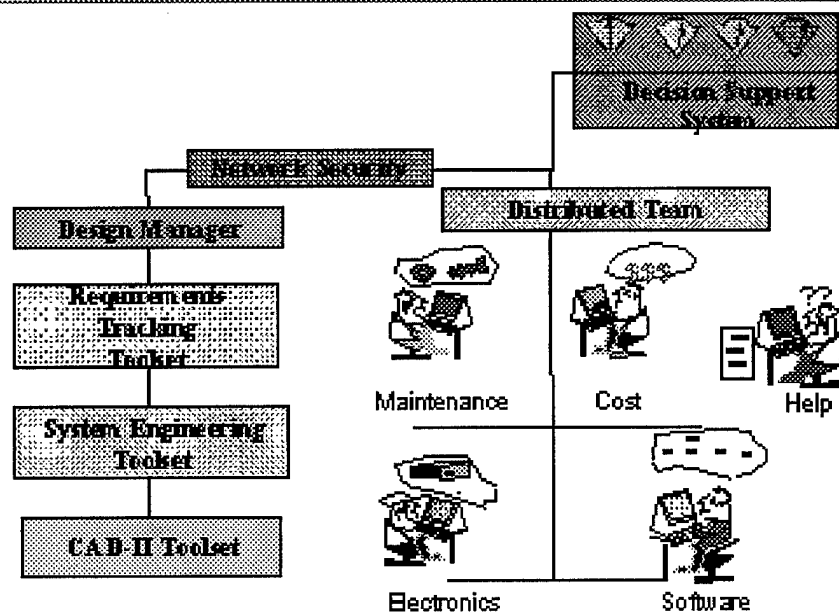 Decision Support
System
Network Security
Design Manager
Distributed Team
Requirements
Tracking
Toolset
$$$
??
Maintenance
Cost
Help
System Engineering
Toolset
CAD-II Toolset
Electronics
Software